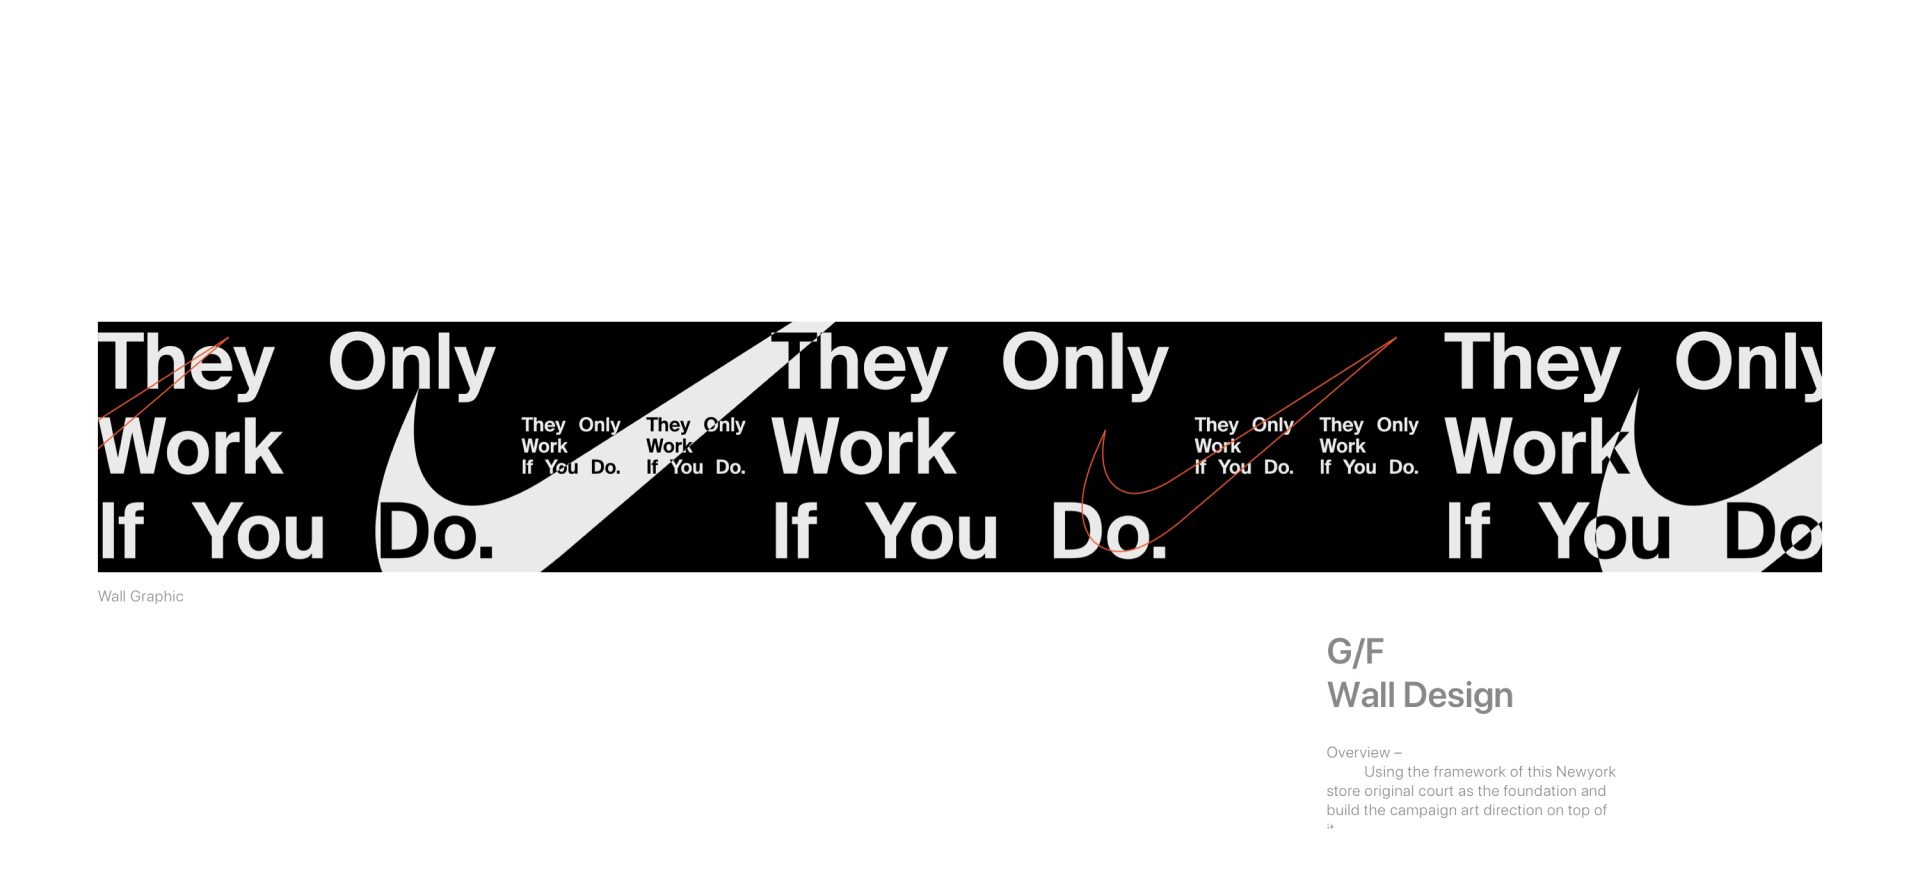 They Only They Only They Only
Work Work Work
If You Do. If You Do. If You Do
They Only They Only They Only They Only
Work Work Work Work
If You Do. If You Do. If You Do. If You Do.
Wall Graphic
G/F
Wall Design
Overview –
Using the framework of this Newyork
store original court as the foundation and
build the campaign art direction on top of